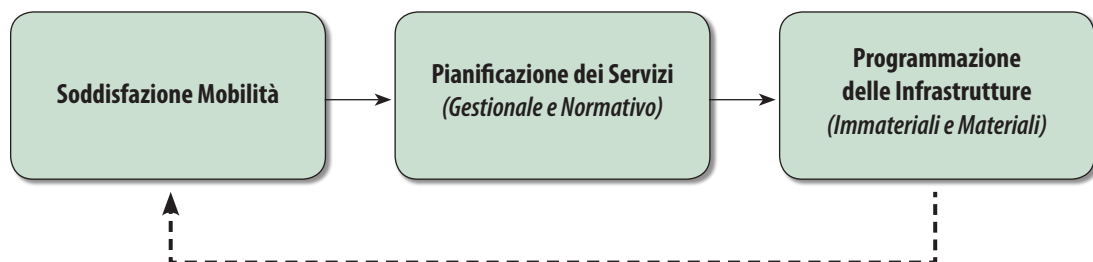 Soddisfazione Mobilità
Pianificazione dei Servizi
(Gestionale e Normativo)
Programmazione
delle Infrastrutture
(Immateriali e Materiali)